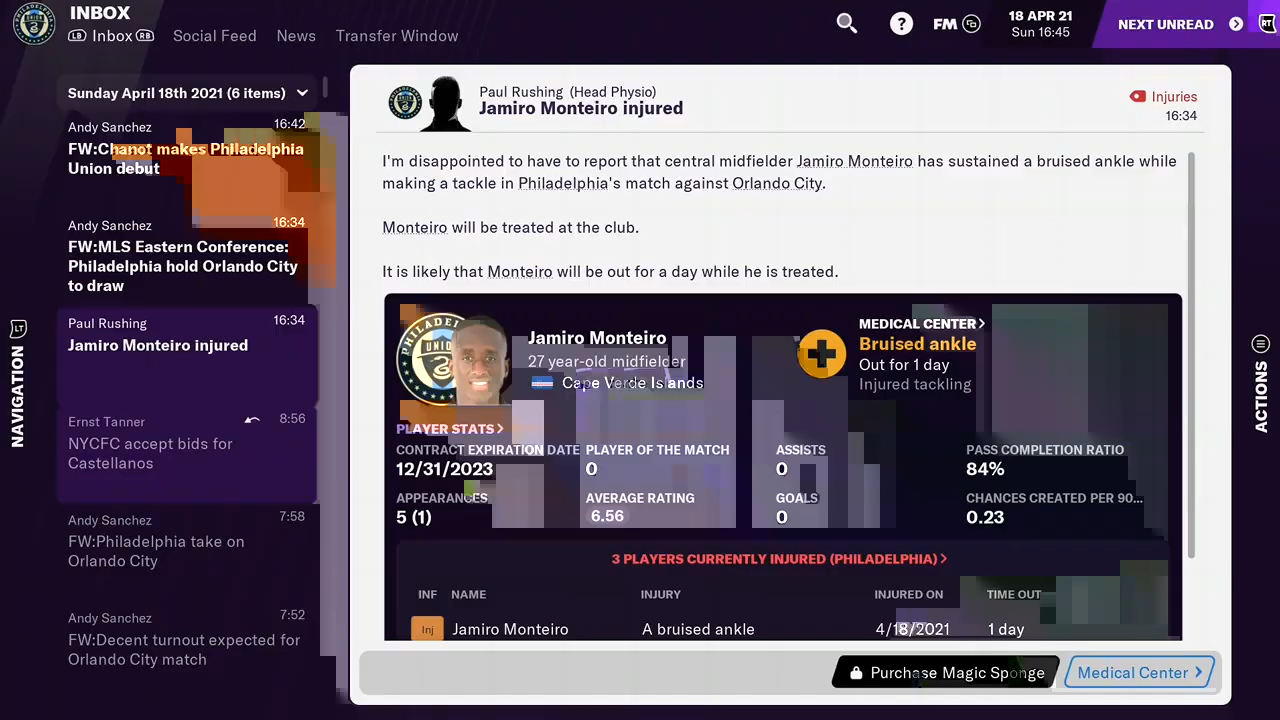 INBOX
LB Inbox RB Social Feed News Transfer Window
FM
18 APR 21
Sun 16:45
NEXT UNREAD
RT
Sunday April 18th 2021 (6 items)
Andy Sanchez 16:42
FW:Chanot makes Philadelphia
Union debut
Andy Sanchez 16:34
FW:MLS Eastern Conference:
Philadelphia hold Orlando City
to draw
Paul Rushing 16:34
Jamiro Monteiro injured
Ernst Tanner 8:56
NYCFC accept bids for
Castellanos
Andy Sanchez 7:58
FW:Philadelphia take on
Orlando City
Andy Sanchez 7:52
FW:Decent turnout expected for
Orlando City match
LT
NAVIGATION
Paul Rushing (Head Physio)
Jamiro Monteiro injured
Injuries
16:34
I'm disappointed to have to report that central midfielder Jamiro Monteiro has sustained a bruised ankle while
making a tackle in Philadelphia's match against Orlando City.
Monteiro will be treated at the club.
It is likely that Monteiro will be out for a day while he is treated.
Jamiro Monteiro
27 year-old midfielder
Cape Verde Islands
MEDICAL CENTER
Bruised ankle
Out for 1 day
Injured tackling
PLAYER STATS
CONTRACT EXPIRATION DATE PLAYER OF THE MATCH ASSISTS PASS COMPLETION RATIO
12/31/2023 0 0 84%
APPEARANCES AVERAGE RATING GOALS CHANCES CREATED PER 90...
5 (1) 6.56 0 0.23
3 PLAYERS CURRENTLY INJURED (PHILADELPHIA)
INF NAME INJURY INJURED ON TIME OUT
Inj Jamiro Monteiro A bruised ankle 4/18/2021 1 day
Purchase Magic Sponge Medical Center
ACTIONS